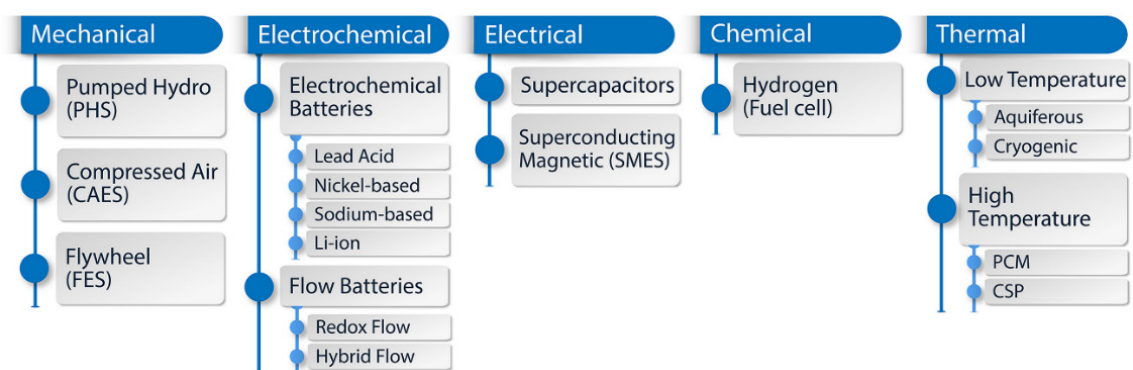 Mechanical
Pumped Hydro
(PHS)
Compressed Air
(CAES)
Flywheel
(FES)
Electrochemical
Electrochemical
Batteries
Lead Acid
Nickel-based
Sodium-based
Li-ion
Flow Batteries
Redox Flow
Hybrid Flow
Electrical
Supercapacitors
Superconducting
Magnetic (SMES)
Chemical
Hydrogen
(Fuel cell)
Thermal
Low Temperature
Aquiferous
Cryogenic
High
Temperature
PCM
CSP